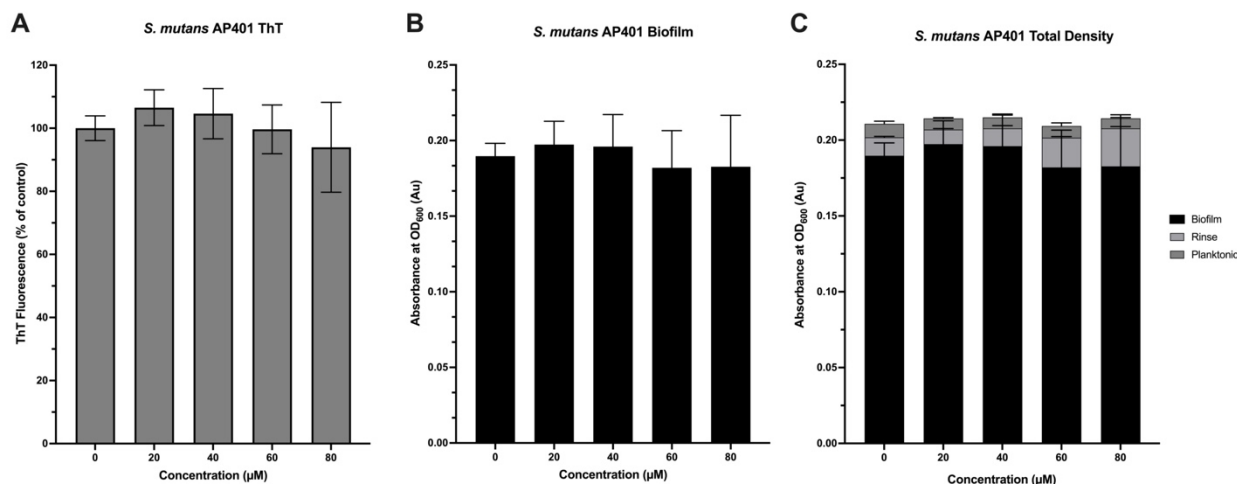 A
S. mutans AP401 ThT
120
100
80
60
40
20
0
ThT Fluorescence (% of control)
0 20 40 60 80
Concentration (μM)
B
S. mutans AP401 Biofilm
0.25
0.20
0.15
0.10
0.05
0.00
Absorbance at OD600 (Au)
0 20 40 60 80
Concentration (μM)
C
S. mutans AP401 Total Density
0.25
0.20
0.15
0.10
0.05
0.00
Absorbance at OD600 (Au)
0 20 40 60 80
Concentration (μM)
Biofilm
Rinse
Planktonic